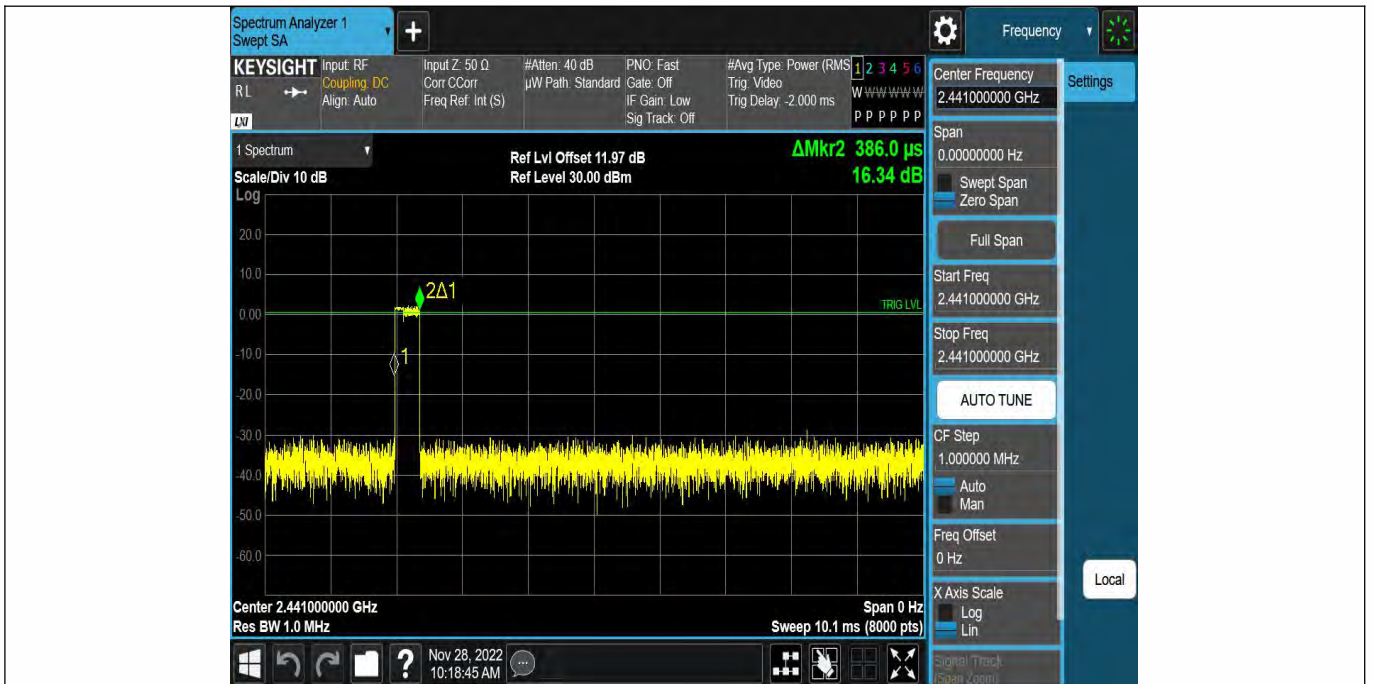 Spectrum Analyzer 1
Swept SA
+
Frequency
KEYSIGHT
RL
LXI
Input: RF
Coupling: DC
Align: Auto
Input Z: 50 Ω
Corr CCorr
Freq Ref: Int (S)
#Atten: 40 dB
µW Path: Standard
PNO: Fast
Gate: Off
IF Gain: Low
Sig Track: Off
#Avg Type: Power (RMS
Trig: Video
Trig Delay: -2.000 ms
1 2 3 4 5 6
W W W W W W
P P P P P P
1 Spectrum
Scale/Div 10 dB
Ref Lvl Offset 11.97 dB
Ref Level 30.00 dBm
ΔMkr2 386.0 µs
16.34 dB
Log
20.0
10.0
0.00
-10.0
-20.0
-30.0
-40.0
-50.0
-60.0
2Δ1
1
TRIG LVL
Center 2.441000000 GHz
Res BW 1.0 MHz
Span 0 Hz
Sweep 10.1 ms (8000 pts)
Center Frequency
2.441000000 GHz
Settings
Span
0.00000000 Hz
Swept Span
Zero Span
Full Span
Start Freq
2.441000000 GHz
Stop Freq
2.441000000 GHz
AUTO TUNE
CF Step
1.000000 MHz
Auto
Man
Freq Offset
0 Hz
X Axis Scale
Log
Lin
Signal Track
(Span Zoom)
Local
?
Nov 28, 2022
10:18:45 AM